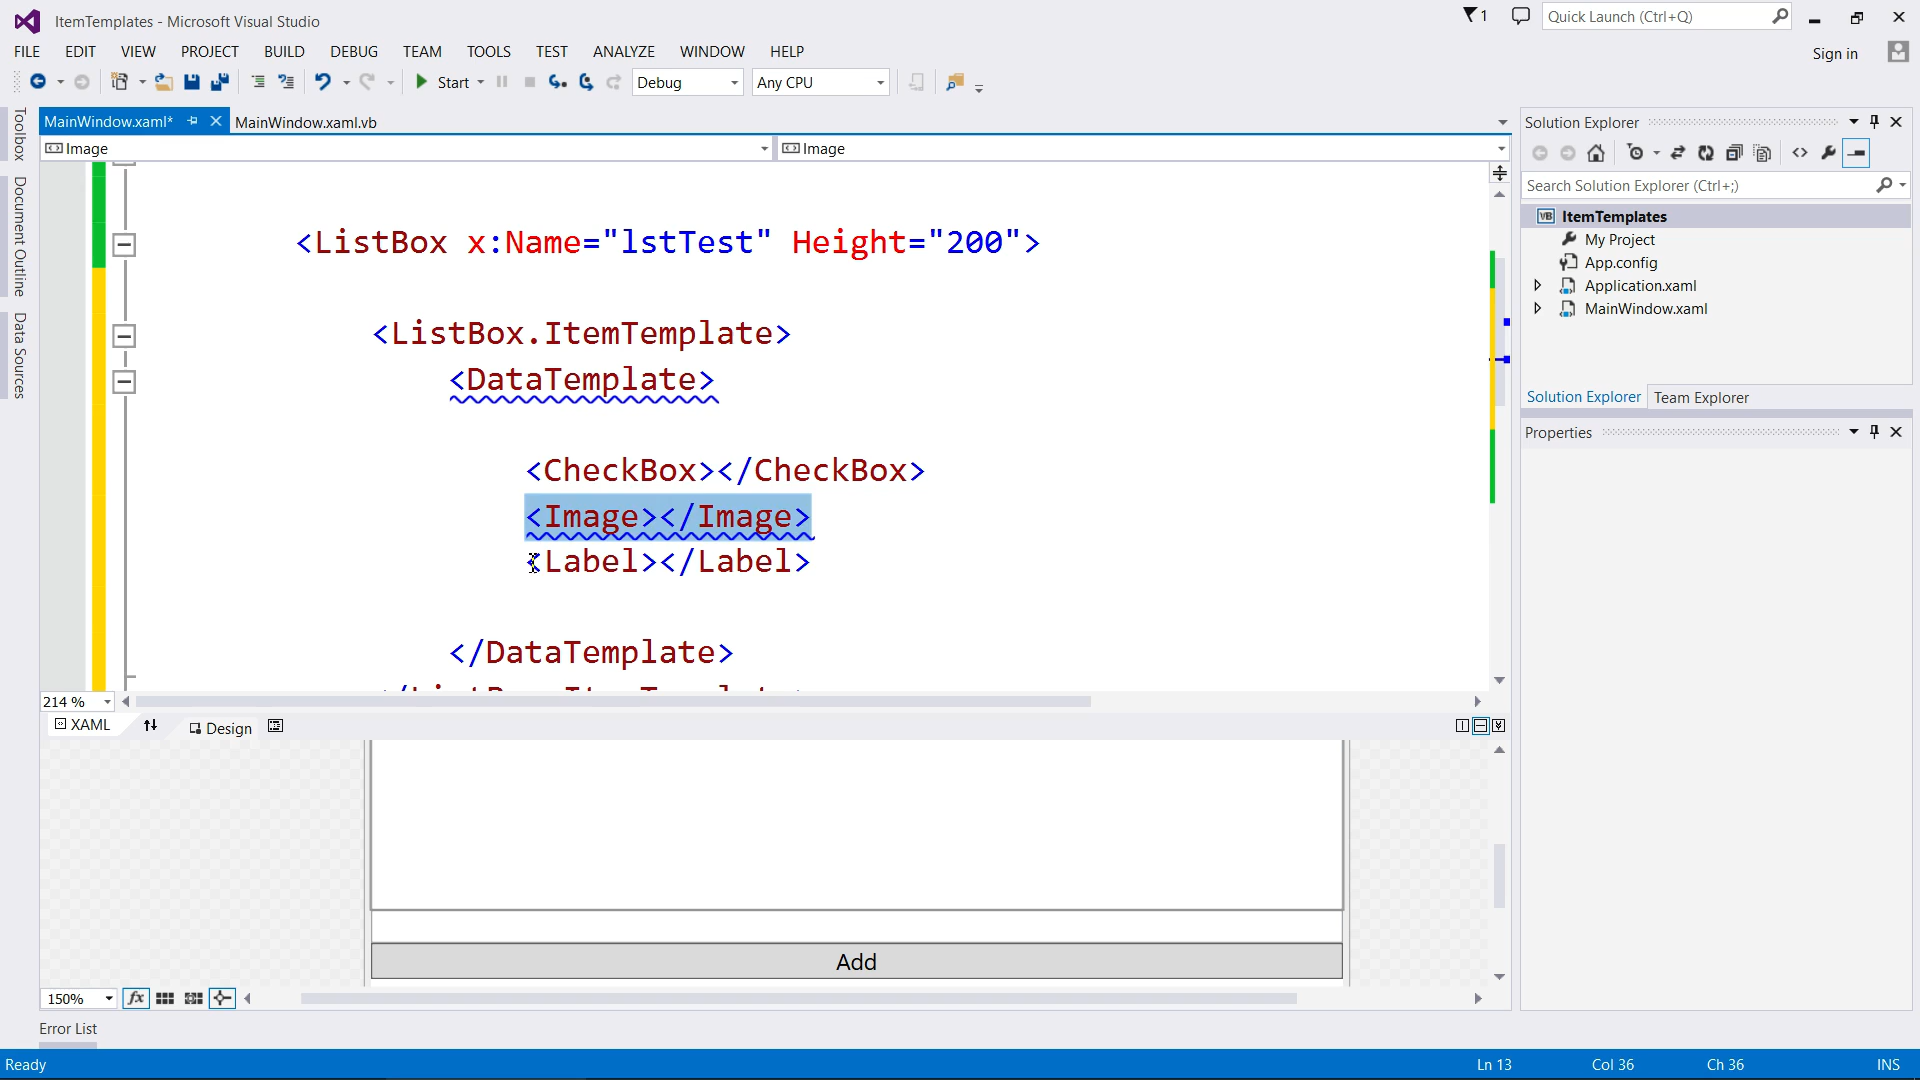 ItemTemplates - Microsoft Visual Studio
1
Quick Launch (Ctrl+Q)
FILE EDIT VIEW PROJECT BUILD DEBUG TEAM TOOLS TEST ANALYZE WINDOW HELP
Sign in
Start
Debug
Any CPU
Toolbox
Document Outline
Data Sources
MainWindow.xaml*
MainWindow.xaml.vb
Image
Image
<ListBox x:Name="lstTest" Height="200">
<ListBox.ItemTemplate>
<DataTemplate>
<CheckBox></CheckBox>
<Image></Image>
<Label></Label>
</DataTemplate>
214 %
XAML
Design
Add
150%
fx
Error List
Ready
Ln 13
Col 36
Ch 36
INS
Solution Explorer
Search Solution Explorer (Ctrl+;)
VB ItemTemplates
My Project
App.config
Application.xaml
MainWindow.xaml
Solution Explorer
Team Explorer
Properties